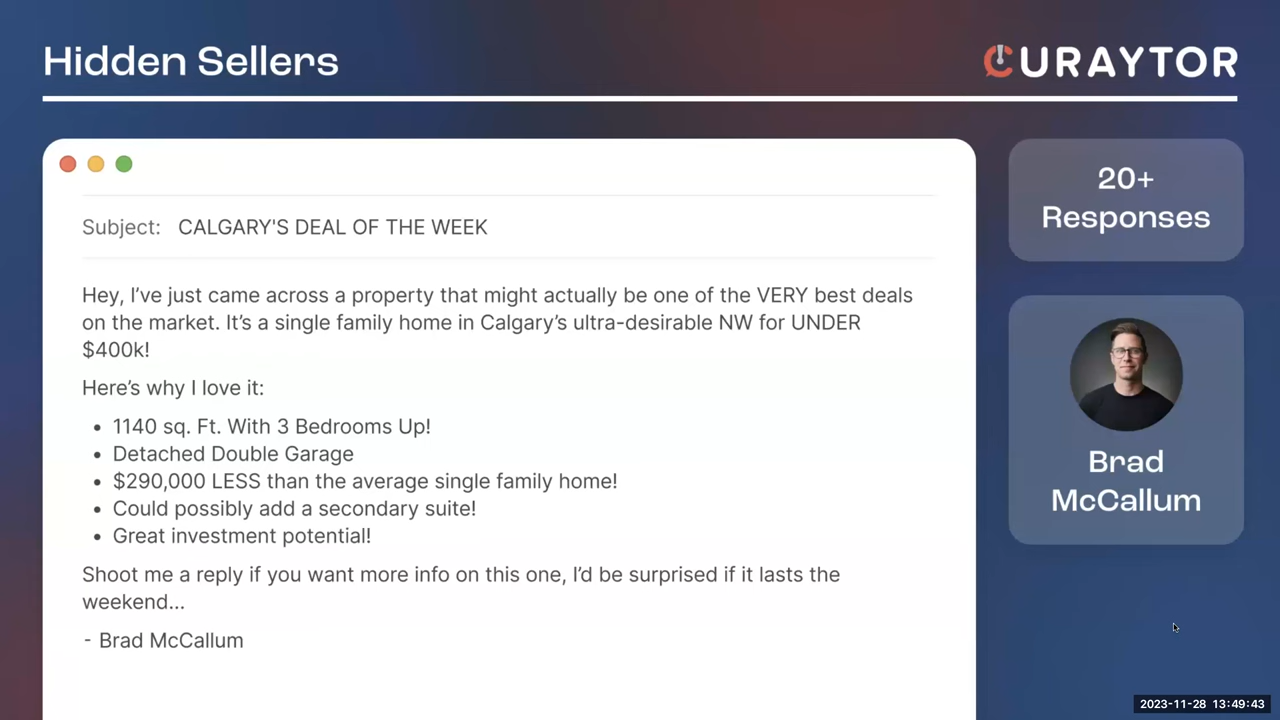 Hidden Sellers
CURAYTOR
Subject: CALGARY'S DEAL OF THE WEEK
Hey, I’ve just came across a property that might actually be one of the VERY best deals
on the market. It’s a single family home in Calgary’s ultra-desirable NW for UNDER
$400k!
Here’s why I love it:
• 1140 sq. Ft. With 3 Bedrooms Up!
• Detached Double Garage
• $290,000 LESS than the average single family home!
• Could possibly add a secondary suite!
• Great investment potential!
Shoot me a reply if you want more info on this one, I’d be surprised if it lasts the
weekend...
- Brad McCallum
20+
Responses
Brad
McCallum
2023-11-28 13:49:43